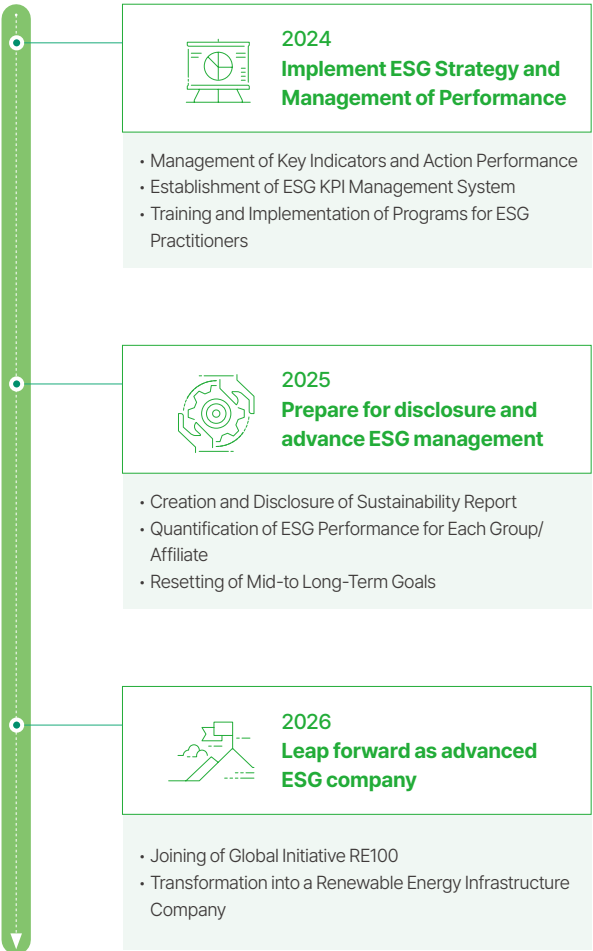 2024
Implement ESG Strategy and
Management of Performance
• Management of Key Indicators and Action Performance
• Establishment of ESG KPI Management System
• Training and Implementation of Programs for ESG
Practitioners
2025
Prepare for disclosure and
advance ESG management
• Creation and Disclosure of Sustainability Report
• Quantification of ESG Performance for Each Group/
Affiliate
• Resetting of Mid-to Long-Term Goals
2026
Leap forward as advanced
ESG company
• Joining of Global Initiative RE100
• Transformation into a Renewable Energy Infrastructure
Company